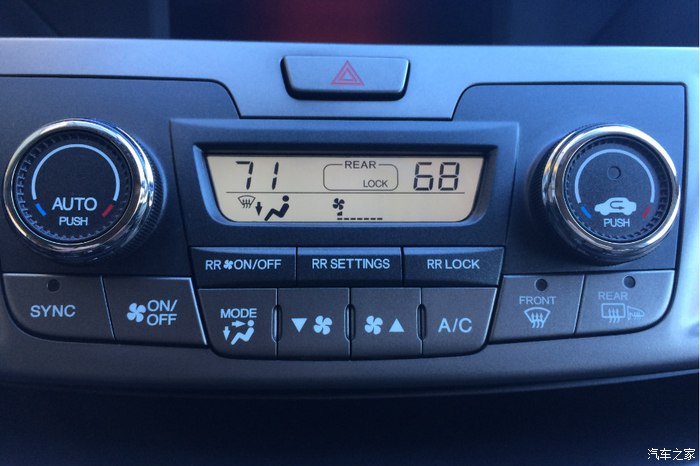 71 REAR LOCK 68
AUTO
PUSH
PUSH
RR ON/OFF
RR SETTINGS
RR LOCK
SYNC
ON/
OFF
MODE
A/C
FRONT
REAR
汽车之家